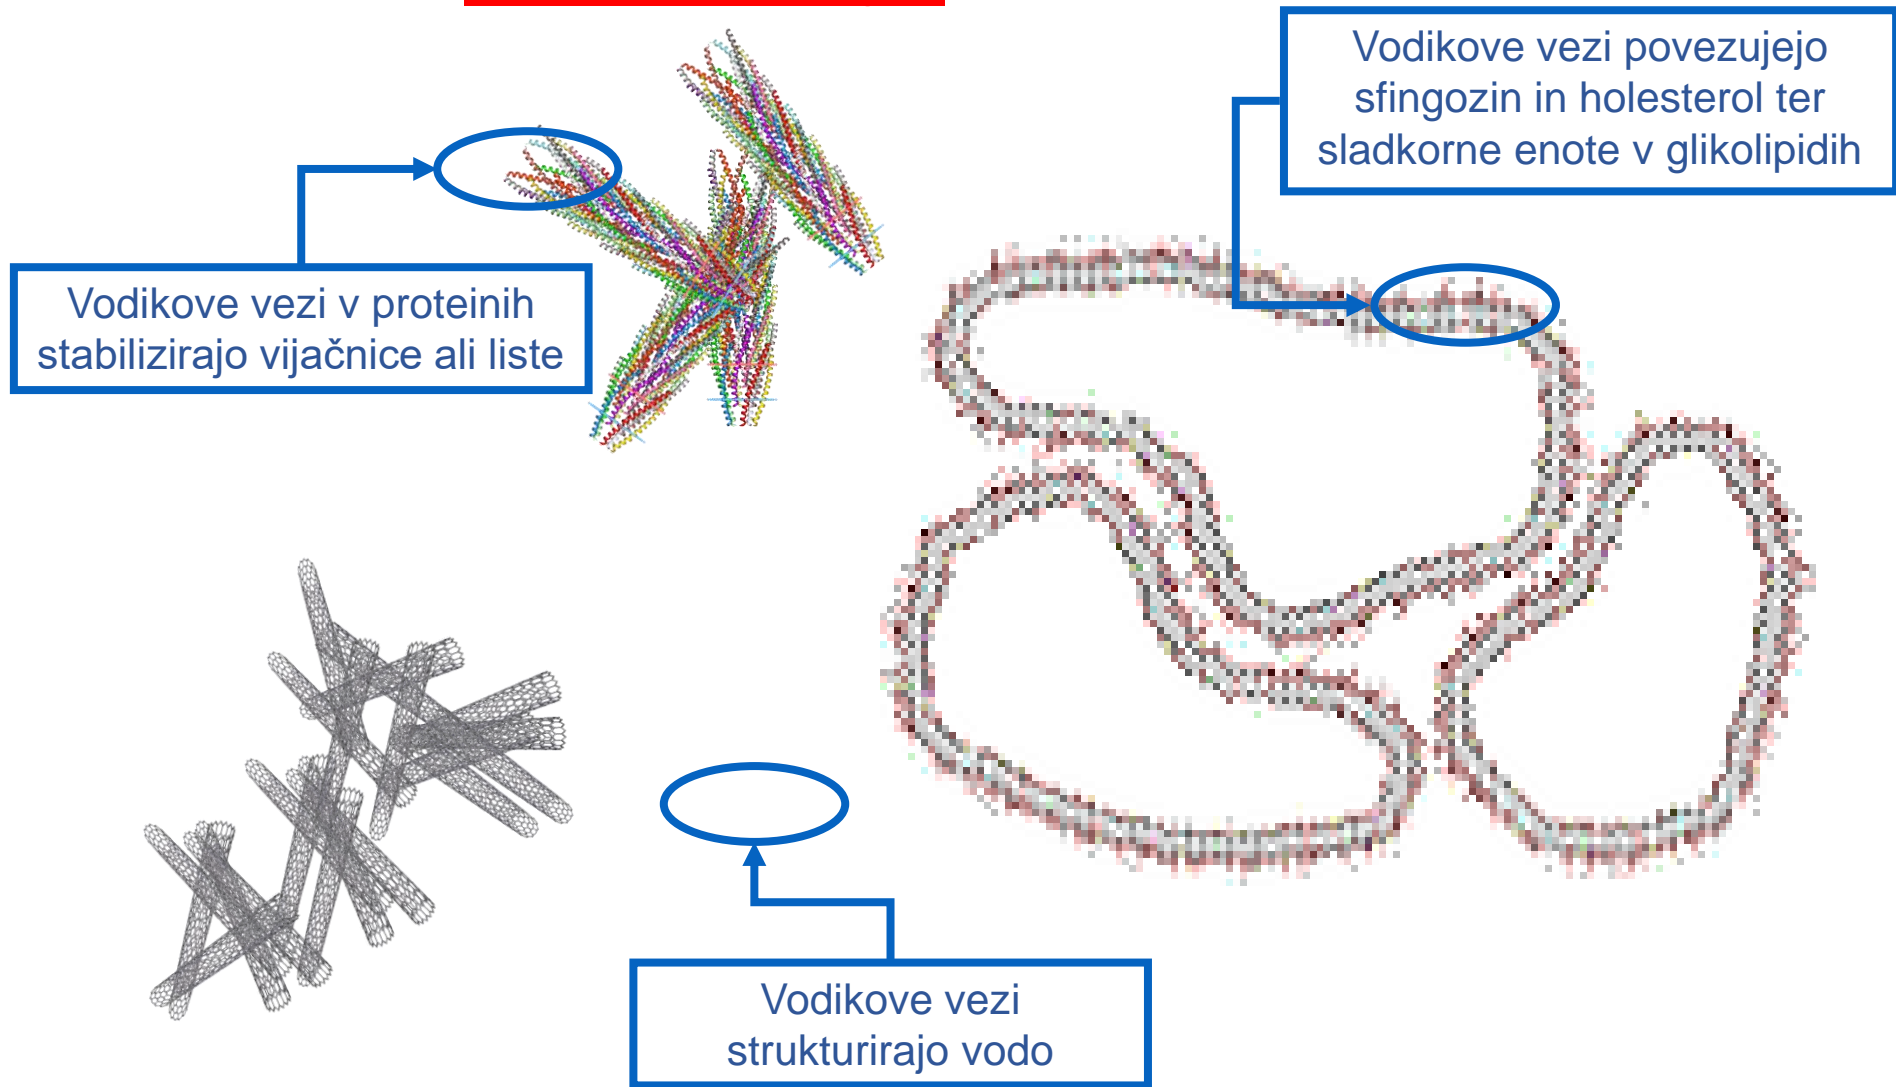 Vodikove vezi povezujejo
sfingozin in holesterol ter
sladkorne enote v glikolipidih
Vodikove vezi v proteinih
stabilizirajo vijačnice ali liste
Vodikove vezi
strukturirajo vodo